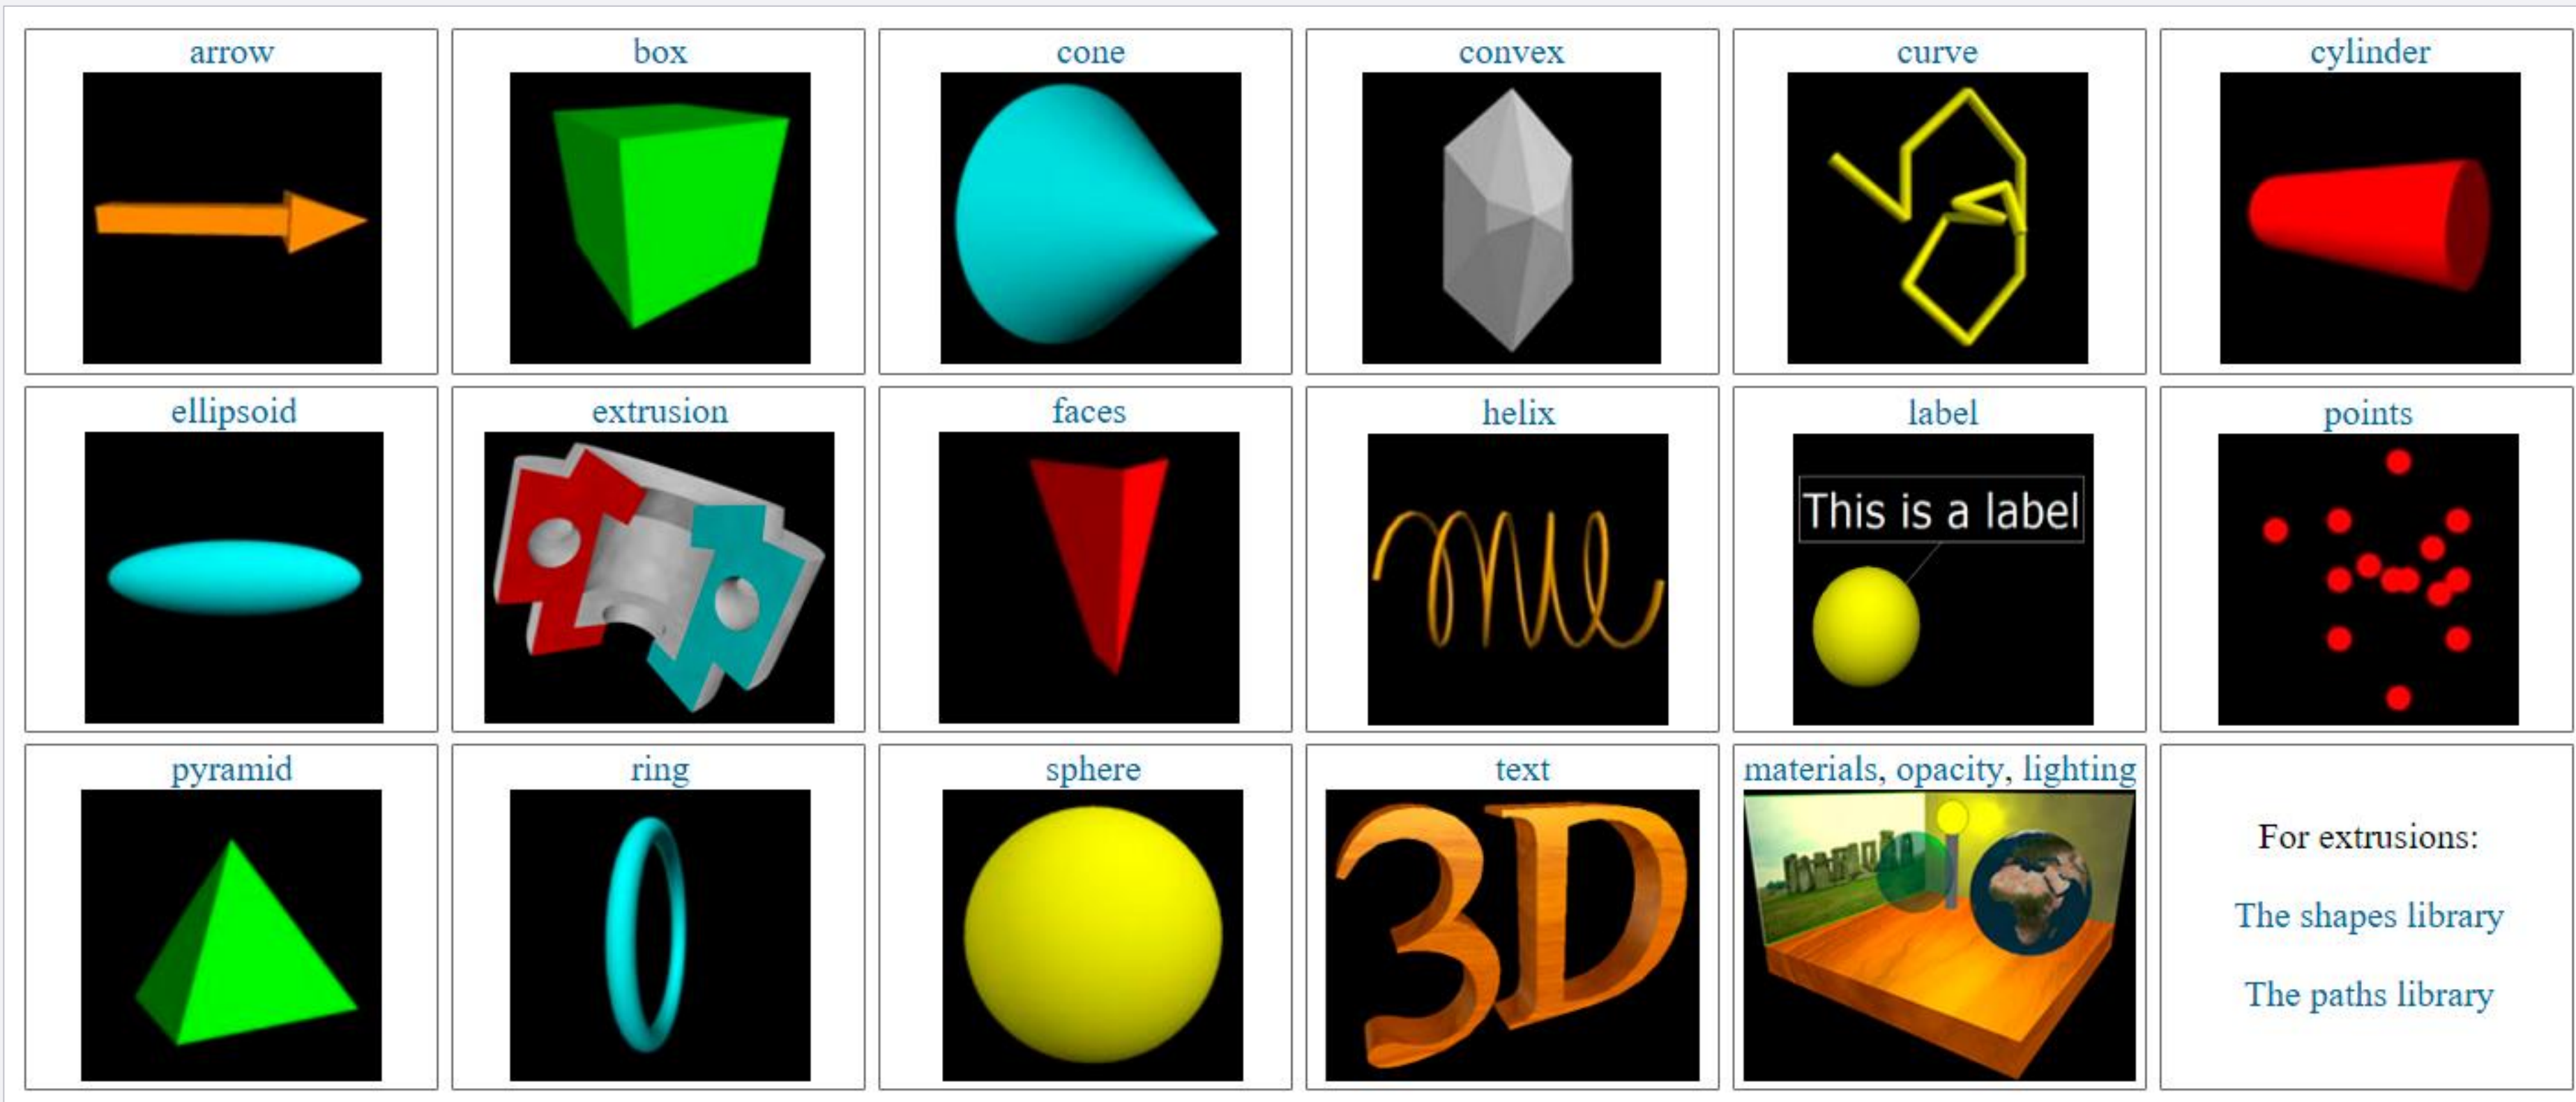 arrow
box
cone
convex
curve
cylinder
ellipsoid
extrusion
faces
helix
label
This is a label
points
pyramid
ring
sphere
text
3D
materials, opacity, lighting
For extrusions:
The shapes library
The paths library